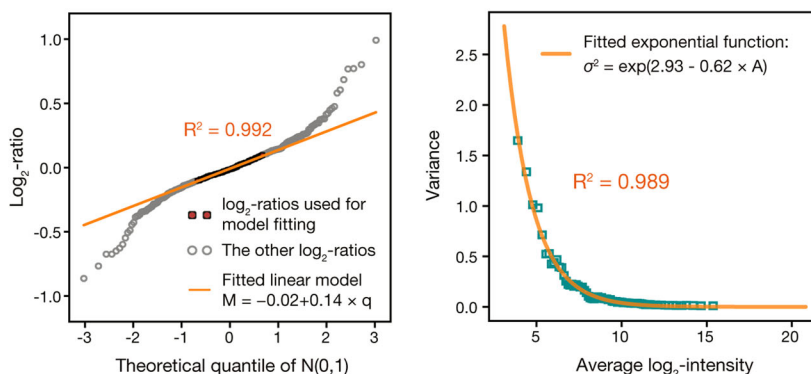 1.0
0.5
0.0
-0.5
-1.0
Log₂-ratio
R² = 0.992
log₂-ratios used for
model fitting
The other log₂-ratios
Fitted linear model
M = −0.02+0.14 × q
-3 -2 -1 0 1 2 3
Theoretical quantile of N(0,1)
2.5
2.0
1.5
1.0
0.5
0.0
Variance
Fitted exponential function:
σ² = exp(2.93 - 0.62 × A)
R² = 0.989
5 10 15 20
Average log₂-intensity